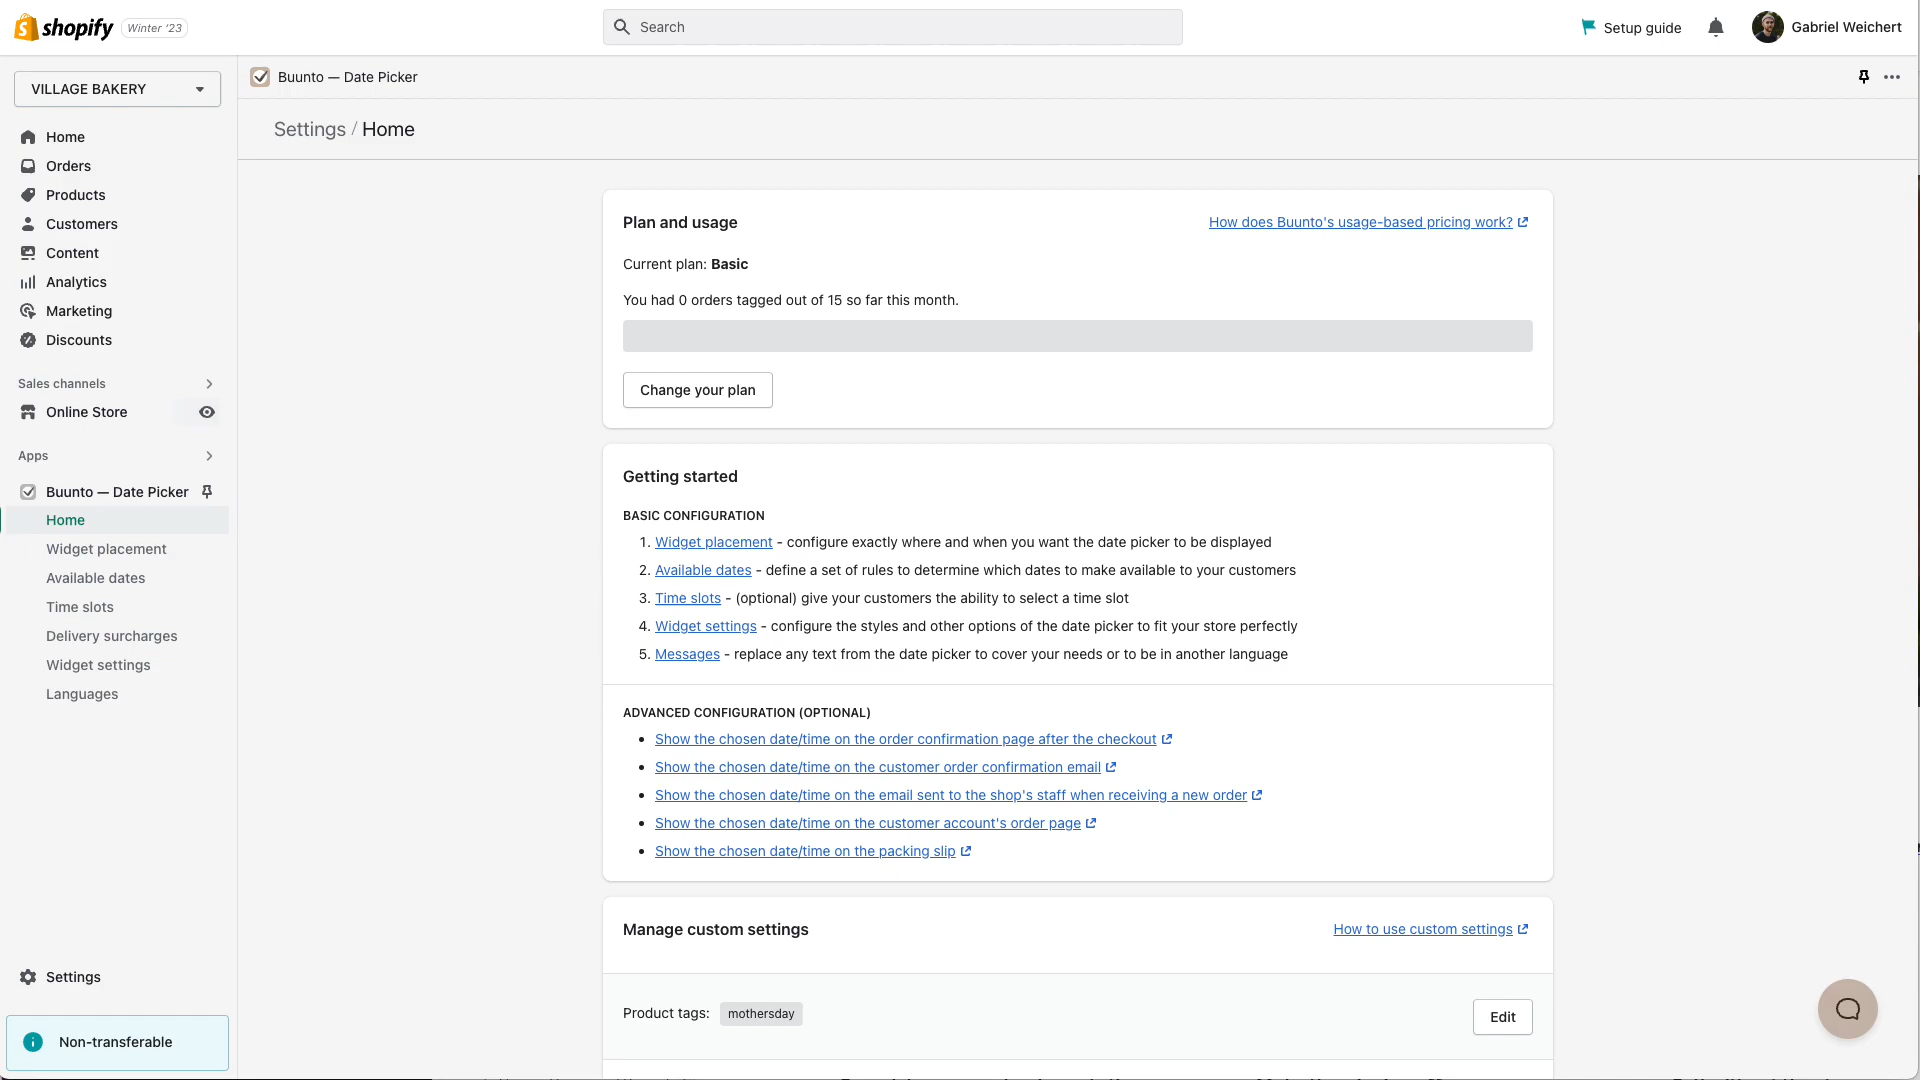 shopify
Winter '23
Search
Setup guide
Gabriel Weichert
VILLAGE BAKERY
Home
Orders
Products
Customers
Content
Analytics
Marketing
Discounts
Sales channels
Online Store
Apps
Buunto — Date Picker
Home
Widget placement
Available dates
Time slots
Delivery surcharges
Widget settings
Languages
Settings
Non-transferable
Buunto — Date Picker
Settings / Home
Plan and usage
How does Buunto's usage-based pricing work?
Current plan: Basic
You had 0 orders tagged out of 15 so far this month.
Change your plan
Getting started
BASIC CONFIGURATION
1. Widget placement - configure exactly where and when you want the date picker to be displayed
2. Available dates - define a set of rules to determine which dates to make available to your customers
3. Time slots - (optional) give your customers the ability to select a time slot
4. Widget settings - configure the styles and other options of the date picker to fit your store perfectly
5. Messages - replace any text from the date picker to cover your needs or to be in another language
ADVANCED CONFIGURATION (OPTIONAL)
• Show the chosen date/time on the order confirmation page after the checkout
• Show the chosen date/time on the customer order confirmation email
• Show the chosen date/time on the email sent to the shop's staff when receiving a new order
• Show the chosen date/time on the customer account's order page
• Show the chosen date/time on the packing slip
Manage custom settings
How to use custom settings
Product tags: mothersday
Edit